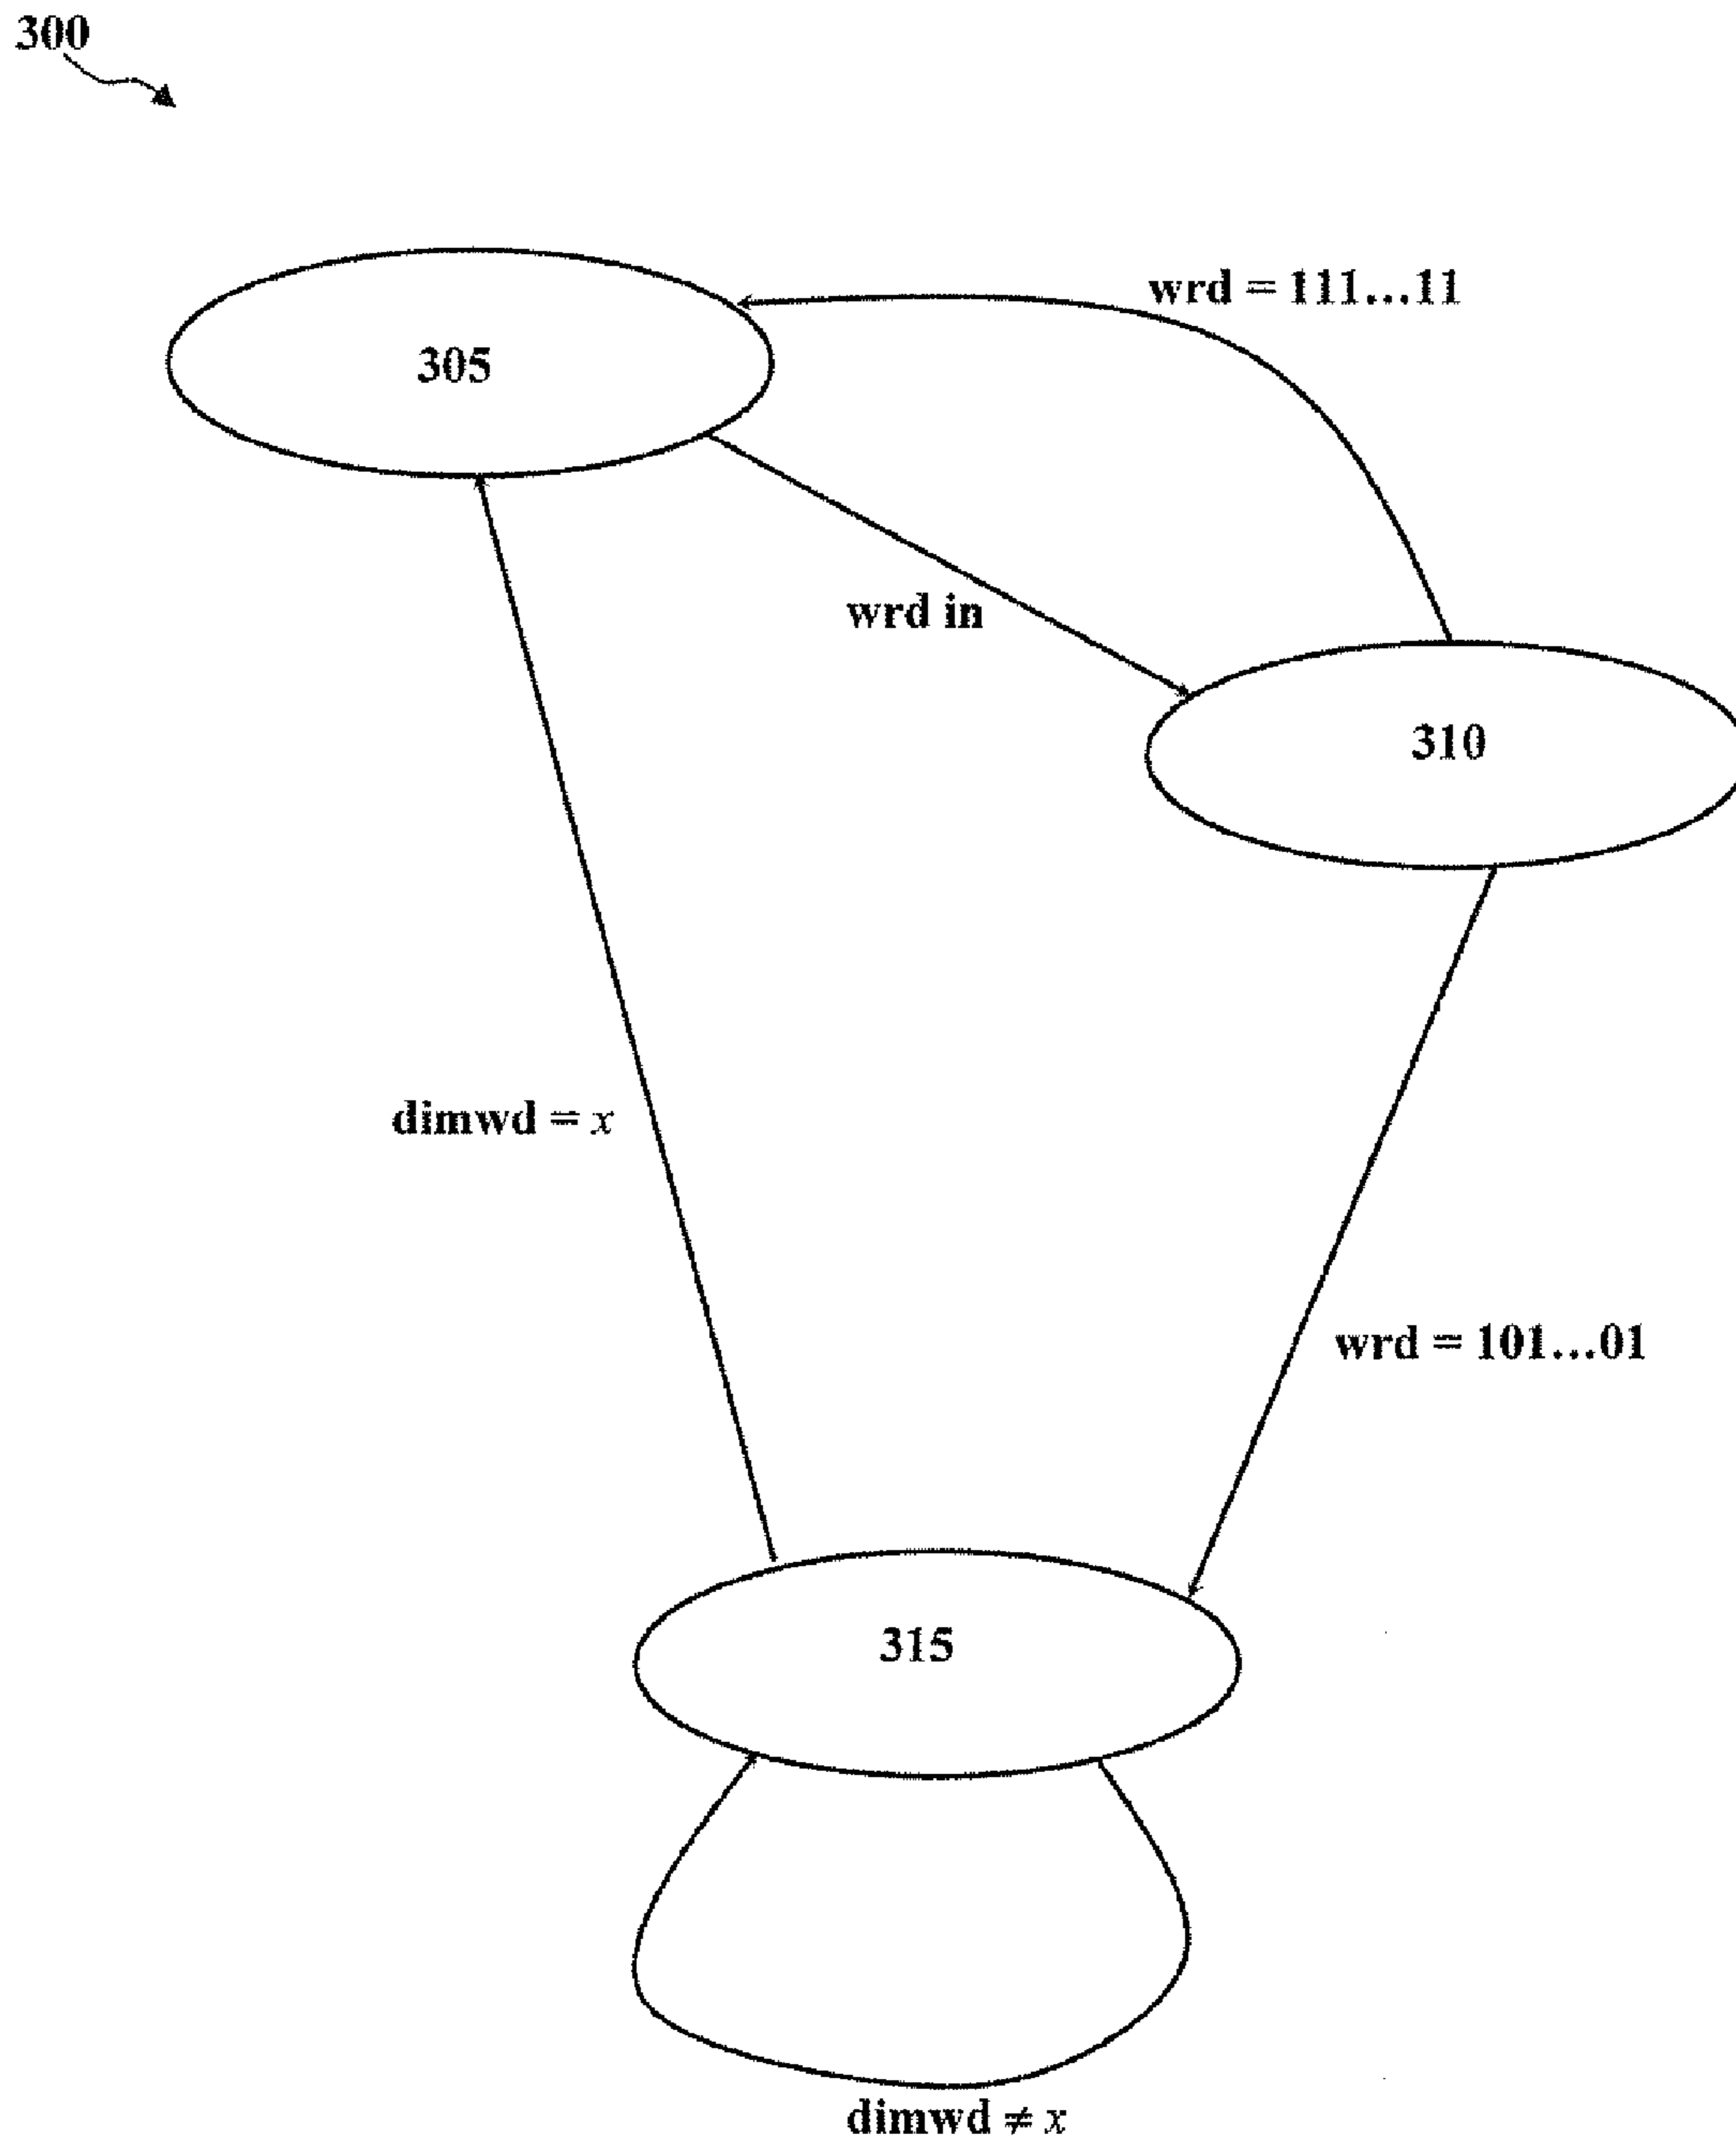 300
wrd = 111...11
305
wrd in
310
dimwd = x
wrd = 101...01
315
dimwd ≠ x